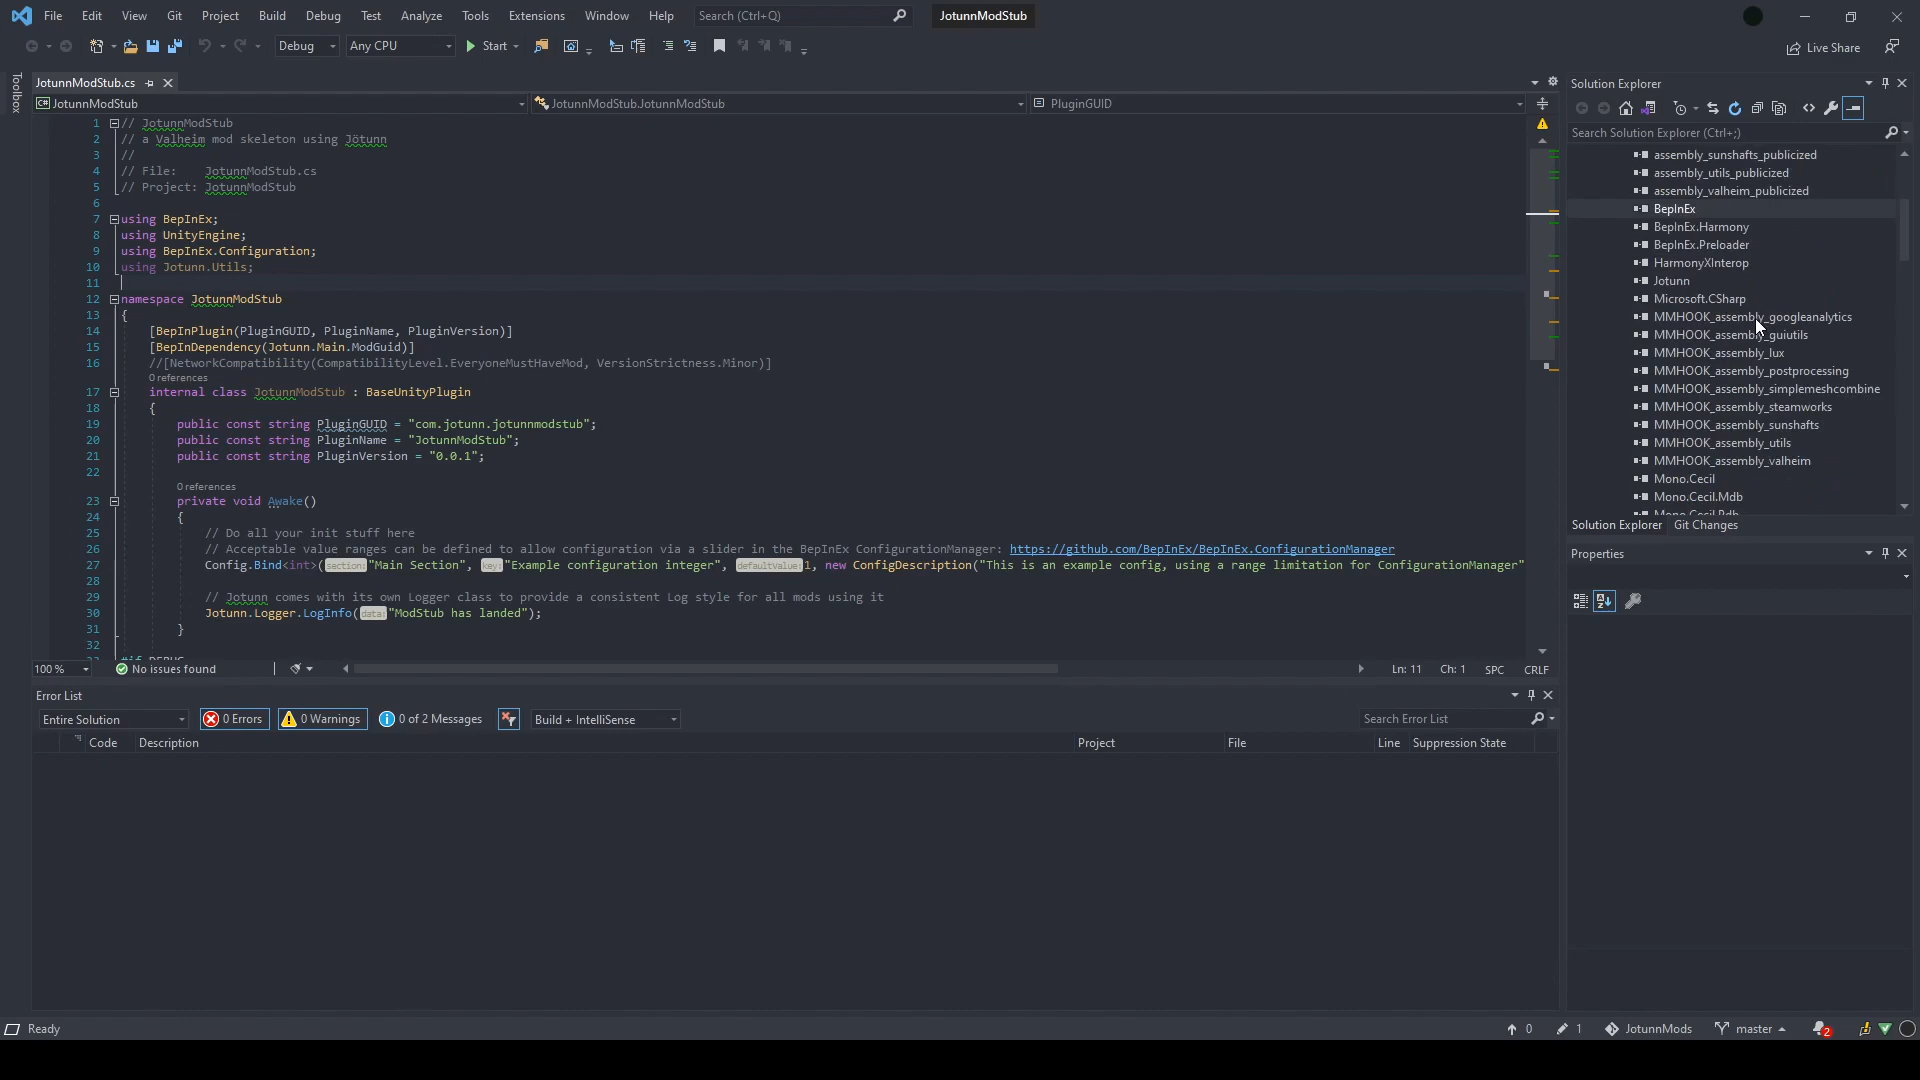 File Edit View Git Project Build Debug Test Analyze Tools Extensions Window Help Search (Ctrl+Q) JotunnModStub
Debug Any CPU Start Live Share
Toolbox
JotunnModStub.cs
JotunnModStub JotunnModStub.JotunnModStub PluginGUID
1 // JotunnModStub
2 // a Valheim mod skeleton using Jötunn
3 //
4 // File:    JotunnModStub.cs
5 // Project: JotunnModStub
6
7 using BepInEx;
8 using UnityEngine;
9 using BepInEx.Configuration;
10 using Jotunn.Utils;
11
12 namespace JotunnModStub
13 {
14 [BepInPlugin(PluginGUID, PluginName, PluginVersion)]
15 [BepInDependency(Jotunn.Main.ModGuid)]
16 //[NetworkCompatibility(CompatibilityLevel.EveryoneMustHaveMod, VersionStrictness.Minor)]
0 references
17 internal class JotunnModStub : BaseUnityPlugin
18 {
19 public const string PluginGUID = "com.jotunn.jotunnmodstub";
20 public const string PluginName = "JotunnModStub";
21 public const string PluginVersion = "0.0.1";
22
0 references
23 private void Awake()
24 {
25 // Do all your init stuff here
26 // Acceptable value ranges can be defined to allow configuration via a slider in the BepInEx ConfigurationManager: https://github.com/BepInEx/BepInEx.ConfigurationManager
27 Config.Bind<int>(section:"Main Section", key:"Example configuration integer", defaultValue:1, new ConfigDescription("This is an example config, using a range limitation for ConfigurationManager"
28
29 // Jotunn comes with its own Logger class to provide a consistent Log style for all mods using it
30 Jotunn.Logger.LogInfo(data:"ModStub has landed");
31 }
32
100 % No issues found Ln: 11 Ch: 1 SPC CRLF
Error List
Entire Solution 0 Errors 0 Warnings 0 of 2 Messages Build + IntelliSense Search Error List
Code Description Project File Line Suppression State
Solution Explorer
Search Solution Explorer (Ctrl+;)
assembly_sunshafts_publicized
assembly_utils_publicized
assembly_valheim_publicized
BepInEx
BepInEx.Harmony
BepInEx.Preloader
HarmonyXInterop
Jotunn
Microsoft.CSharp
MMHOOK_assembly_googleanalytics
MMHOOK_assembly_guiutils
MMHOOK_assembly_lux
MMHOOK_assembly_postprocessing
MMHOOK_assembly_simplemeshcombine
MMHOOK_assembly_steamworks
MMHOOK_assembly_sunshafts
MMHOOK_assembly_utils
MMHOOK_assembly_valheim
Mono.Cecil
Mono.Cecil.Mdb
Solution Explorer Git Changes
Properties
Ready 0 1 JotunnMods master 2